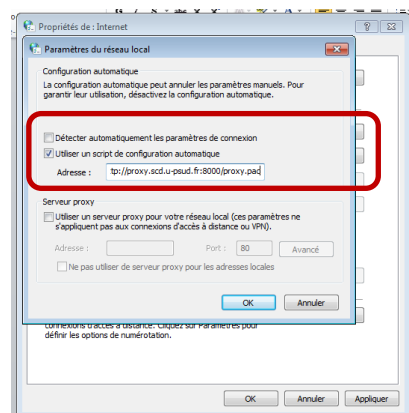 Propriétés de : Internet
Paramètres du réseau local
Configuration automatique
La configuration automatique peut annuler les paramètres manuels. Pour
garantir leur utilisation, désactivez la configuration automatique.
Détecter automatiquement les paramètres de connexion
Utiliser un script de configuration automatique
Adresse : tp://proxy.scd.u-psud.fr:8000/proxy.pac
Serveur proxy
Utiliser un serveur proxy pour votre réseau local (ces paramètres ne
s'appliquent pas aux connexions d'accès à distance ou VPN).
Adresse : Port : 80 Avancé
Ne pas utiliser de serveur proxy pour les adresses locales
OK Annuler
connexions d'accès à distance. Cliquez sur Paramètres pour
définir les options de numérotation.
OK Annuler Appliquer